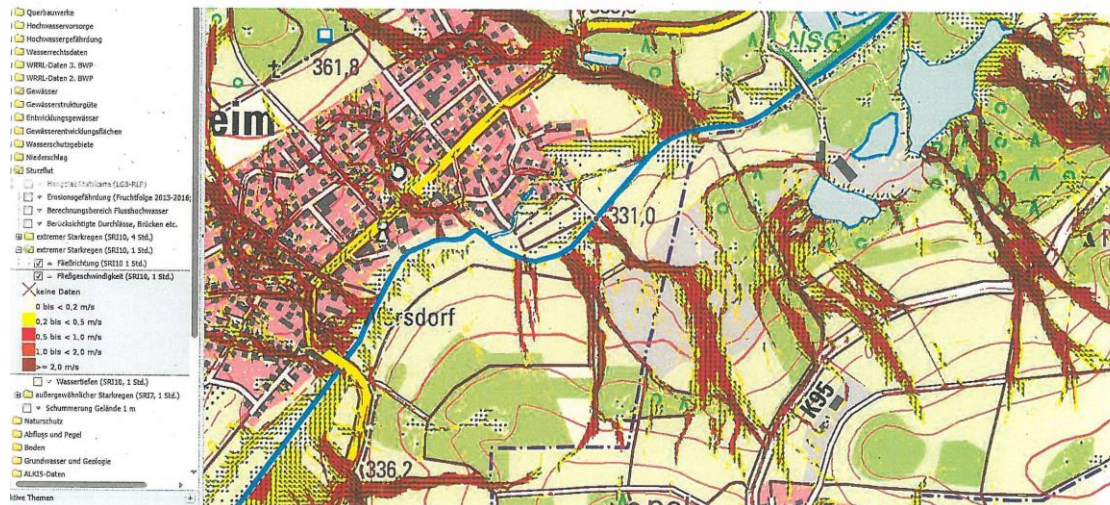 Querbauwerke
Hochwasservorsorge
Hochwassergefährdung
Wasserrechtsdaten
WRRL-Daten 3. BWP
WRRL-Daten 2. BWP
Gewässer
Gewässerstrukturgüte
Entwicklungsgewässer
Gewässerentwicklungsflächen
Wasserschutzgebiete
Niederschlag
Sturzflut
(LGB-RLP)
Erosionsgefährdung (Fruchtfolge 2013-2016;
Berechnungsbereich Flusshochwasser
Berücksichtigte Durchlässe, Brücken etc.
extremer Starkregen (SRI10, 4 Std.)
extremer Starkregen (SRI10, 1 Std.)
Fließrichtung (SRI10 1 Std.)
Fließgeschwindigkeit (SRI10, 1 Std.)
keine Daten
0 bis < 0,2 m/s
0,2 bis < 0,5 m/s
0,5 bis < 1,0 m/s
1,0 bis < 2,0 m/s
>= 2,0 m/s
Wassertiefen (SRI10, 1 Std.)
außergewöhnlicher Starkregen (SRI7, 1 Std.)
Schummerung Gelände 1 m
Naturschutz
Abfluss und Pegel
Boden
Grundwasser und Geologie
ALKIS-Daten
ktive Themen
NSG
361,8
eim
331,0
ersdorf
K95
336,2